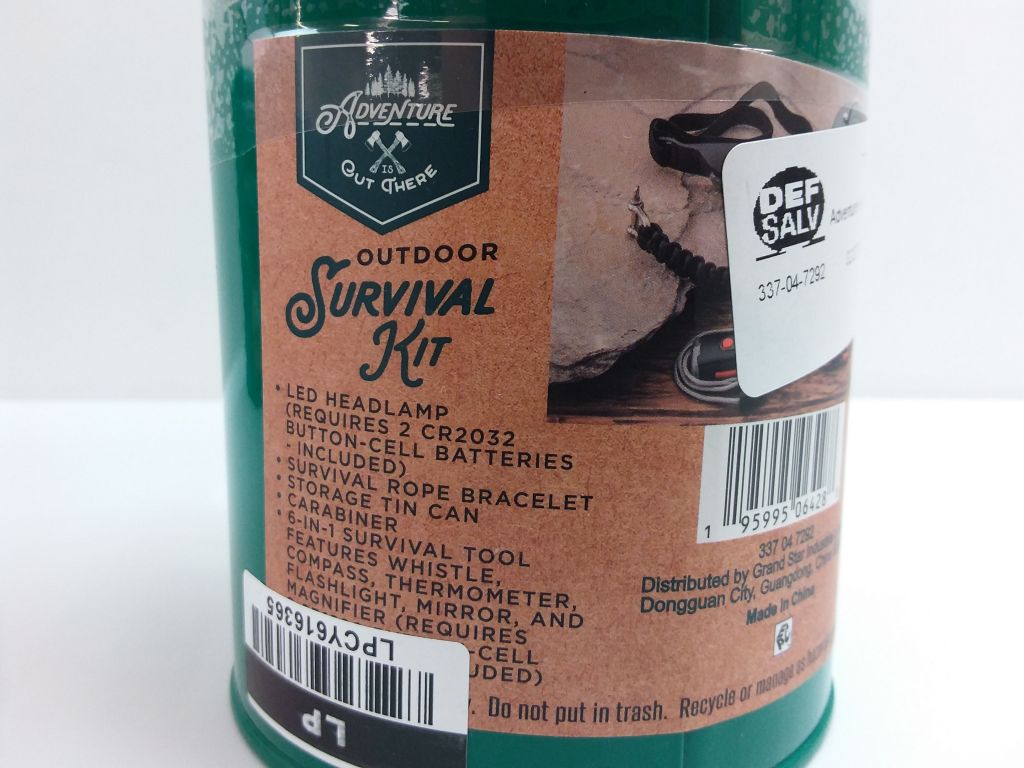 ADVENTURE
IS
OUT THERE
OUTDOOR
SURVIVAL
KIT
• LED HEADLAMP
(REQUIRES 2 CR2032
BUTTON-CELL BATTERIES
- INCLUDED)
• SURVIVAL ROPE BRACELET
• STORAGE TIN CAN
• CARABINER
• 6-IN-1 SURVIVAL TOOL
FEATURES WHISTLE,
COMPASS, THERMOMETER,
FLASHLIGHT, MIRROR, AND
MAGNIFIER (REQUIRES
-CELL
UDED)
. Do not put in trash. Recycle or manage as
LPCY616365
LP
DEF
SALV
337-04-7292
1 95995 06428
337 04 7292
Distributed by Grand Star
Dongguan City, Guangdong,
Made in China